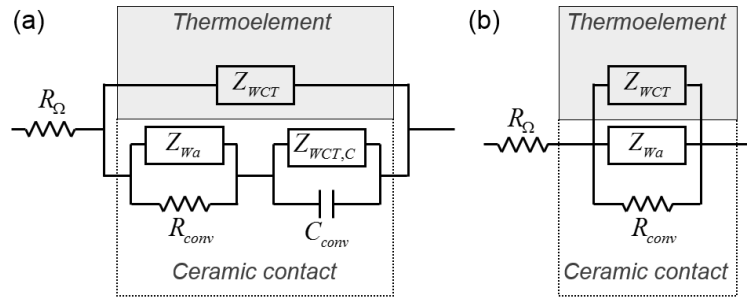 (a)
Thermoelement
Z_WCT
R_Ω
Z_Wa
Z_WCT,C
R_conv
C_conv
Ceramic contact
(b)
Thermoelement
Z_WCT
R_Ω
Z_Wa
R_conv
Ceramic contact